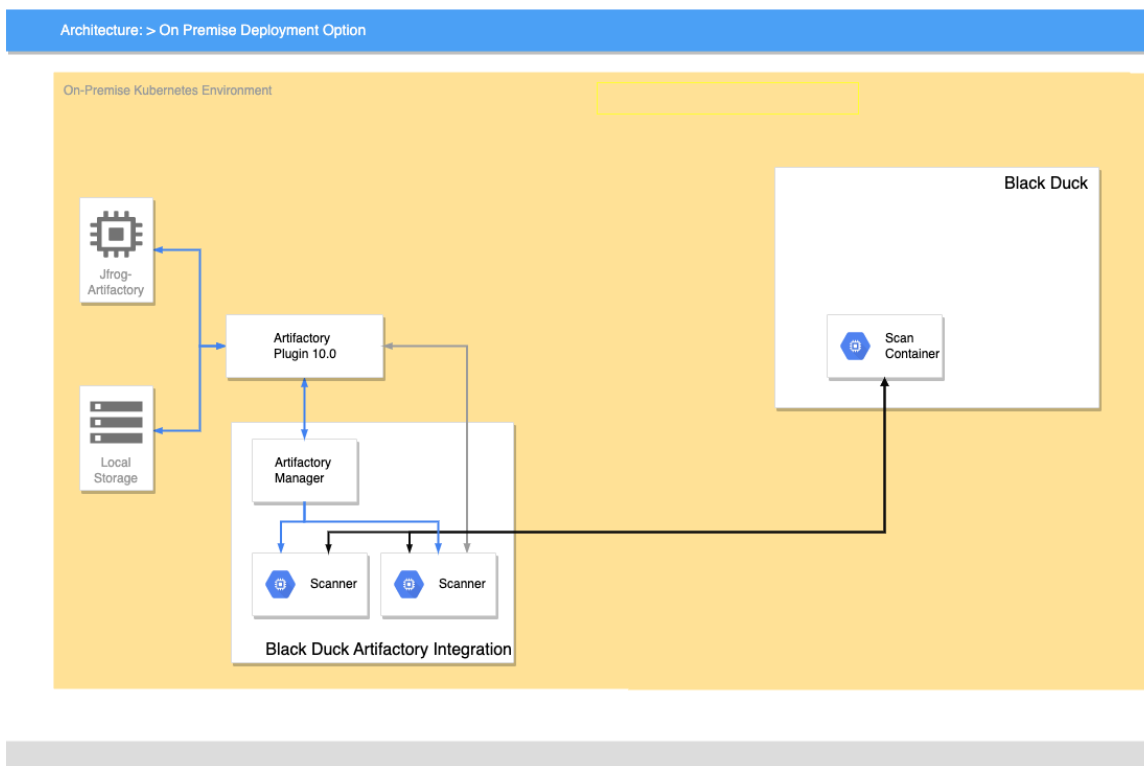 Architecture: > On Premise Deployment Option
On-Premise Kubernetes Environment
Black Duck
Jfrog-
Artifactory
Artifactory
Plugin 10.0
Scan
Container
Local
Storage
Artifactory
Manager
Scanner
Scanner
Black Duck Artifactory Integration